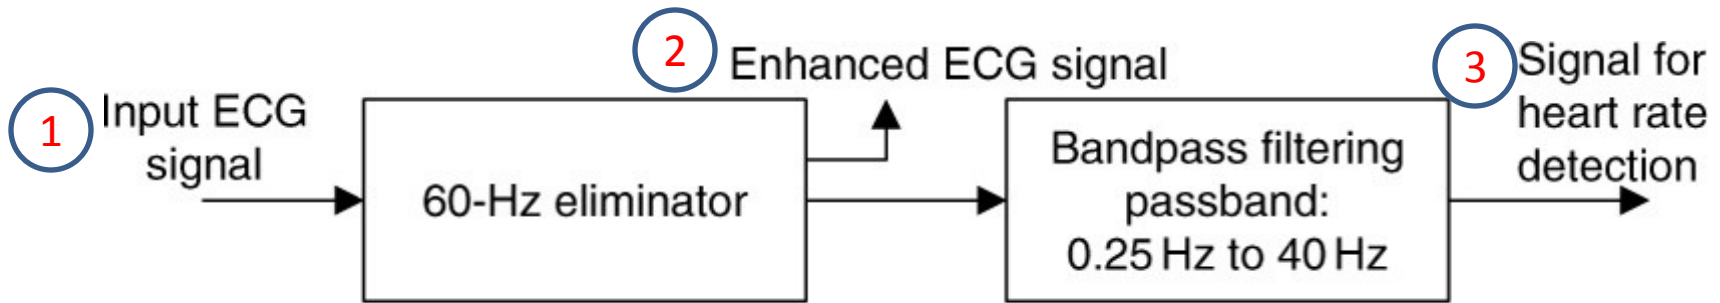 1
Input ECG
signal
60-Hz eliminator
2
Enhanced ECG signal
Bandpass filtering
passband:
0.25 Hz to 40 Hz
3
Signal for
heart rate
detection